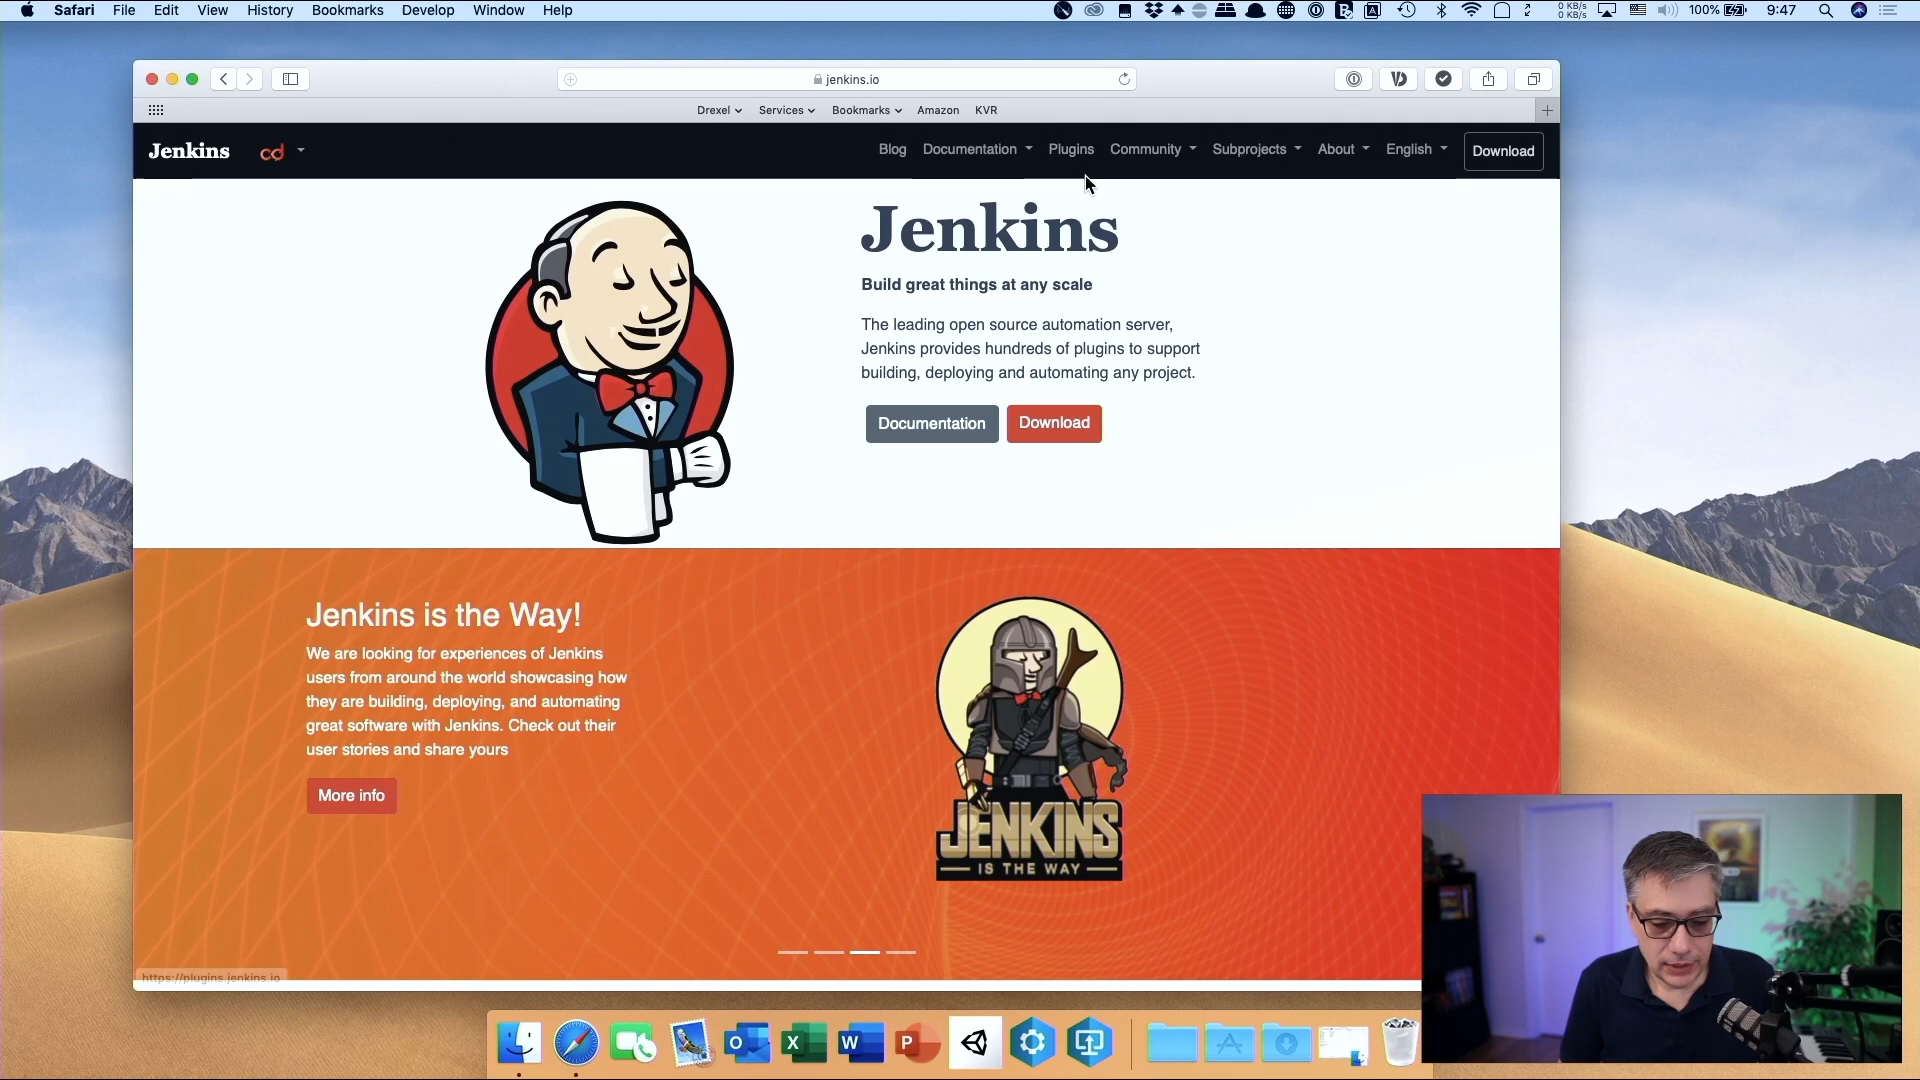 Safari File Edit View History Bookmarks Develop Window Help
0 KB/s
0 KB/s
100% 9:47
jenkins.io
Drexel Services Bookmarks Amazon KVR
Jenkins cd Blog Documentation Plugins Community Subprojects About English Download
Jenkins
Build great things at any scale
The leading open source automation server,
Jenkins provides hundreds of plugins to support
building, deploying and automating any project.
Documentation Download
Jenkins is the Way!
We are looking for experiences of Jenkins
users from around the world showcasing how
they are building, deploying, and automating
great software with Jenkins. Check out their
user stories and share yours
More info
JENKINS
IS THE WAY
https://plugins.jenkins.io
O X W P